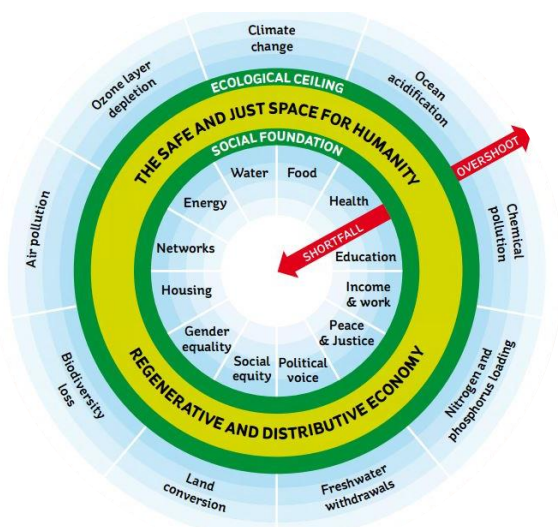 Climate
change
Ozone layer
depletion
Ocean
acidification
ECOLOGICAL CEILING
THE SAFE AND JUST SPACE FOR HUMANITY
SOCIAL FOUNDATION
OVERSHOOT
Water
Food
Energy
Health
SHORTFALL
Air pollution
Chemical
pollution
Networks
Education
Housing
Income
& work
Gender
equality
Peace
& Justice
Social
equity
Political
voice
REGENERATIVE AND DISTRIBUTIVE ECONOMY
Biodiversity
loss
Nitrogen and
phosphorus loading
Land
conversion
Freshwater
withdrawals